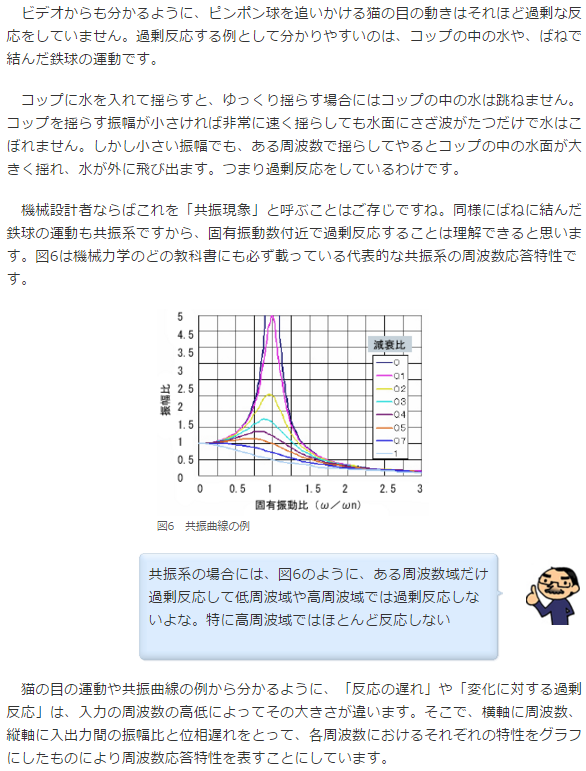 ビデオからも分かるように、ピンポン球を追いかける猫の目の動きはそれほど過剰な反
応をしていません。過剰反応する例として分かりやすいのは、コップの中の水や、ばねで
結んだ鉄球の運動です。
コップに水を入れて揺らすと、ゆっくり揺らす場合にはコップの中の水は跳ねません。
コップを揺らす振幅が小さければ非常に速く揺らしても水面にさざ波がたつだけで水はこ
ぼれません。しかし小さい振幅でも、ある周波数で揺らしてやるとコップの中の水面が大
きく揺れ、水が外に飛び出ます。つまり過剰反応をしているわけです。
機械設計者ならばこれを「共振現象」と呼ぶことはご存じですね。同様にばねに結んだ
鉄球の運動も共振系ですから、固有振動数付近で過剰反応することは理解できると思いま
す。図6は機械力学のどの教科書にも必ず載っている代表的な共振系の周波数応答特性で
す。
5
4.5
4
3.5
3
2.5
2
1.5
1
0.5
0
振幅比
減衰比
0
0.1
0.2
0.3
0.4
0.5
0.7
1
0 0.5 1 1.5 2 2.5 3
固有振動比(ω/ωn)
図6 共振曲線の例
共振系の場合には、図6のように、ある周波数域だけ
過剰反応して低周波域や高周波域では過剰反応しな
いよな。特に高周波域ではほとんど反応しない
猫の目の運動や共振曲線の例から分かるように、「反応の遅れ」や「変化に対する過剰
反応」は、入力の周波数の高低によってその大きさが違います。そこで、横軸に周波数、
縦軸に入出力間の振幅比と位相遅れをとって、各周波数におけるそれぞれの特性をグラフ
にしたものにより周波数応答特性を表すことにしています。